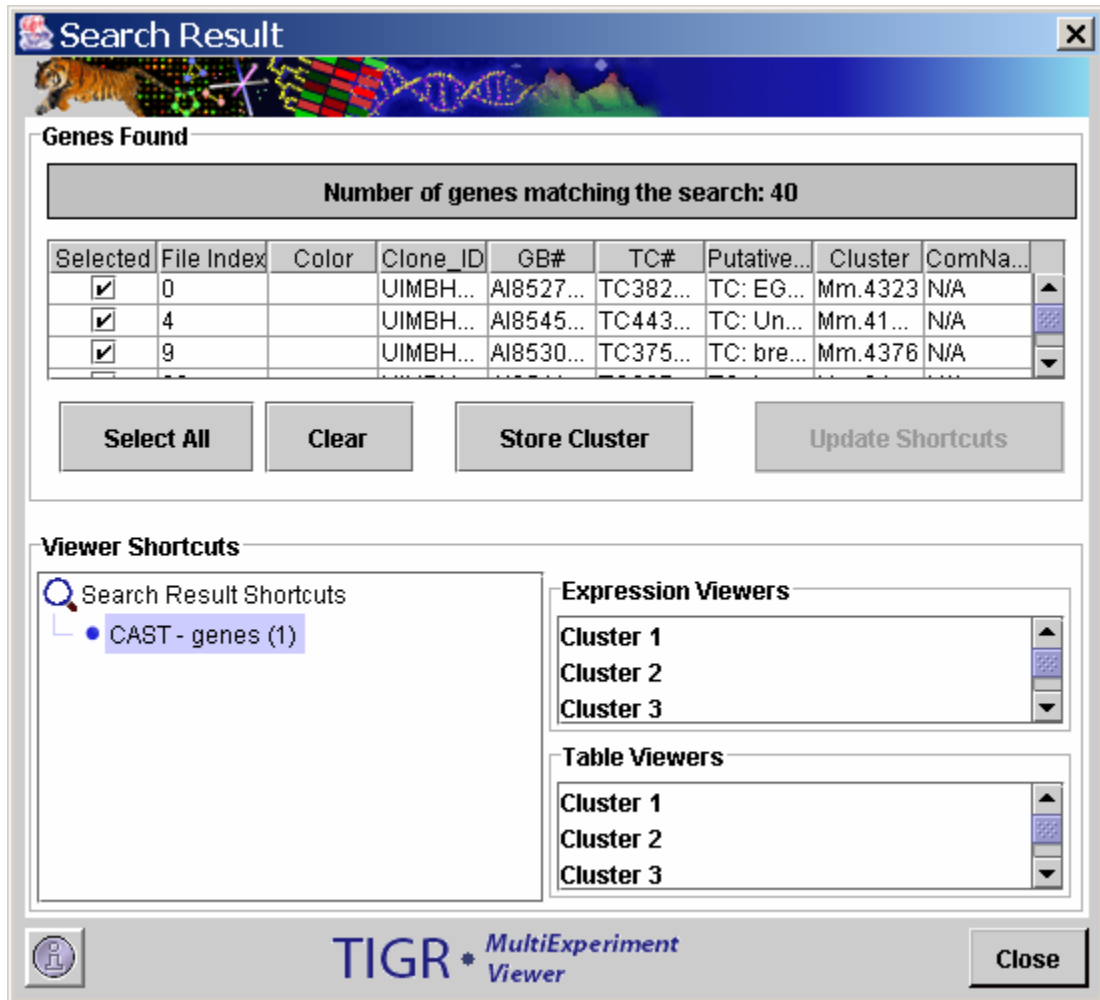 Search Result
Genes Found
Number of genes matching the search: 40
Selected File Index Color Clone_ID GB# TC# Putative... Cluster ComNa...
0 UIMBH... AI8527... TC382... TC: EG... Mm.4323 N/A
4 UIMBH... AI8545... TC443... TC: Un... Mm.41... N/A
9 UIMBH... AI8530... TC375... TC: bre... Mm.4376 N/A
Select All Clear Store Cluster Update Shortcuts
Viewer Shortcuts
Search Result Shortcuts
CAST - genes (1)
Expression Viewers
Cluster 1
Cluster 2
Cluster 3
Table Viewers
Cluster 1
Cluster 2
Cluster 3
TIGR • MultiExperiment
Viewer
Close